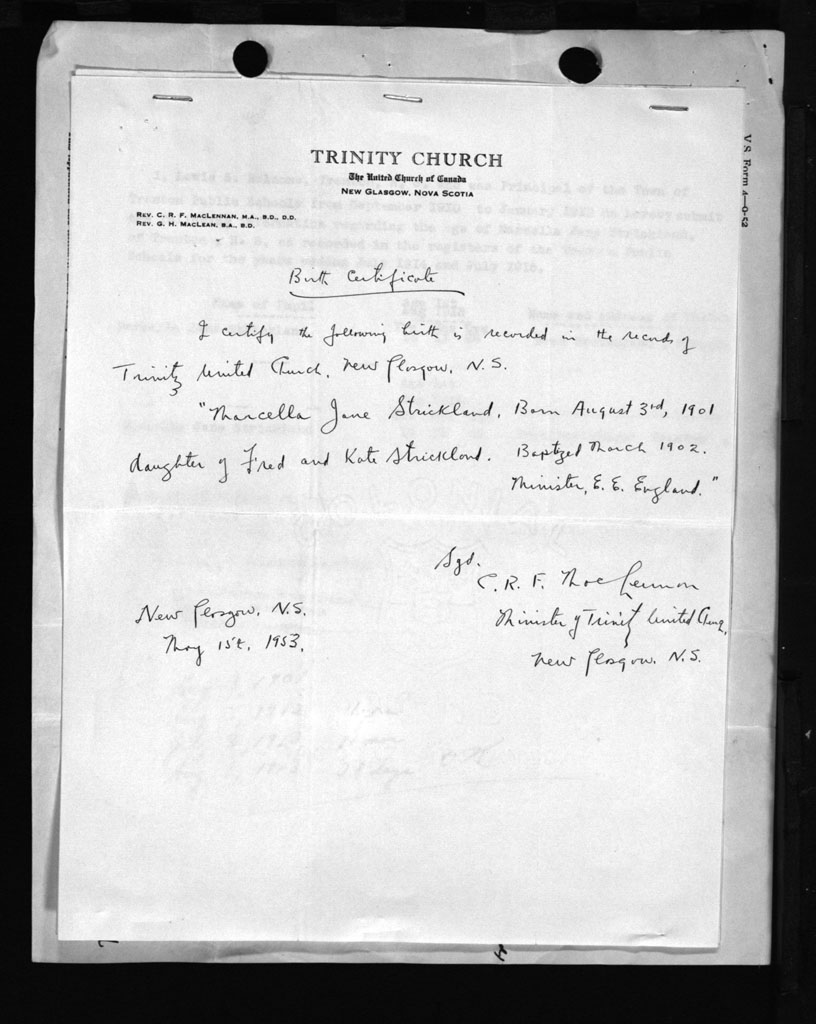 TRINITY CHURCH
The United Church of Canada
NEW GLASGOW, NOVA SCOTIA
REV. C. R. F. MACLENNAN, M.A., B.D., D.D.
REV. G. H. MACLEAN, B.A., B.D.
V.S. Form 4-0-52
Birth Certificate
I certify the following birth is recorded in the records of
Trinity United Church, New Glasgow, N.S.
"Marcella Jane Strickland, Born August 3rd, 1901
daughter of Fred and Kate Strickland. Baptized March 1902.
Minister, E. E. England."
Sgd.
C. R. F. MacLennan
Minister of Trinity United Church,
New Glasgow. N.S.
New Glasgow, N.S.
May 15t, 1953.